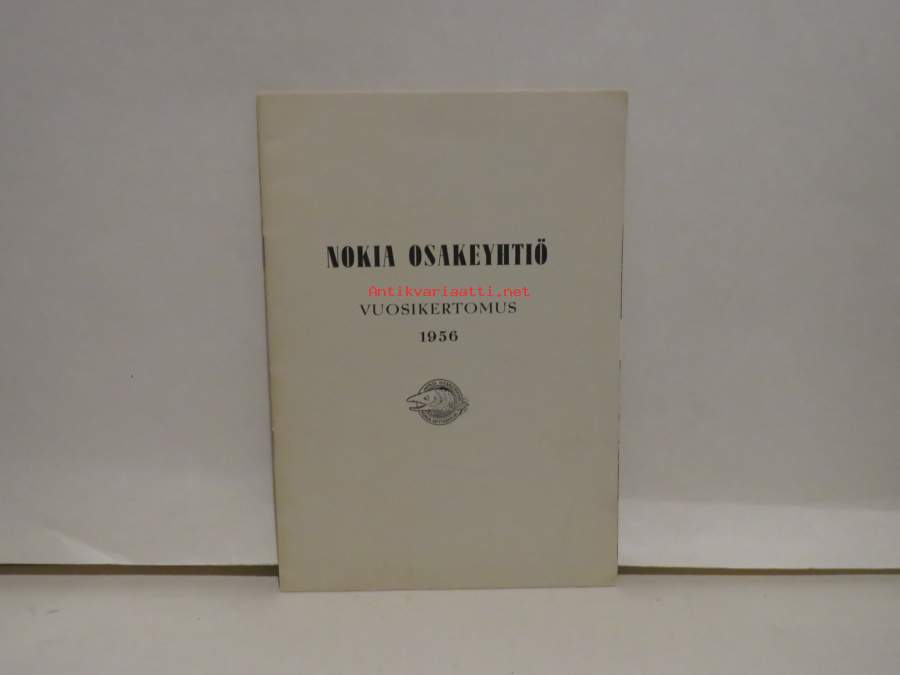 NOKIA OSAKEYHTIÖ
Antikvariaatti.net
VUOSIKERTOMUS
1956